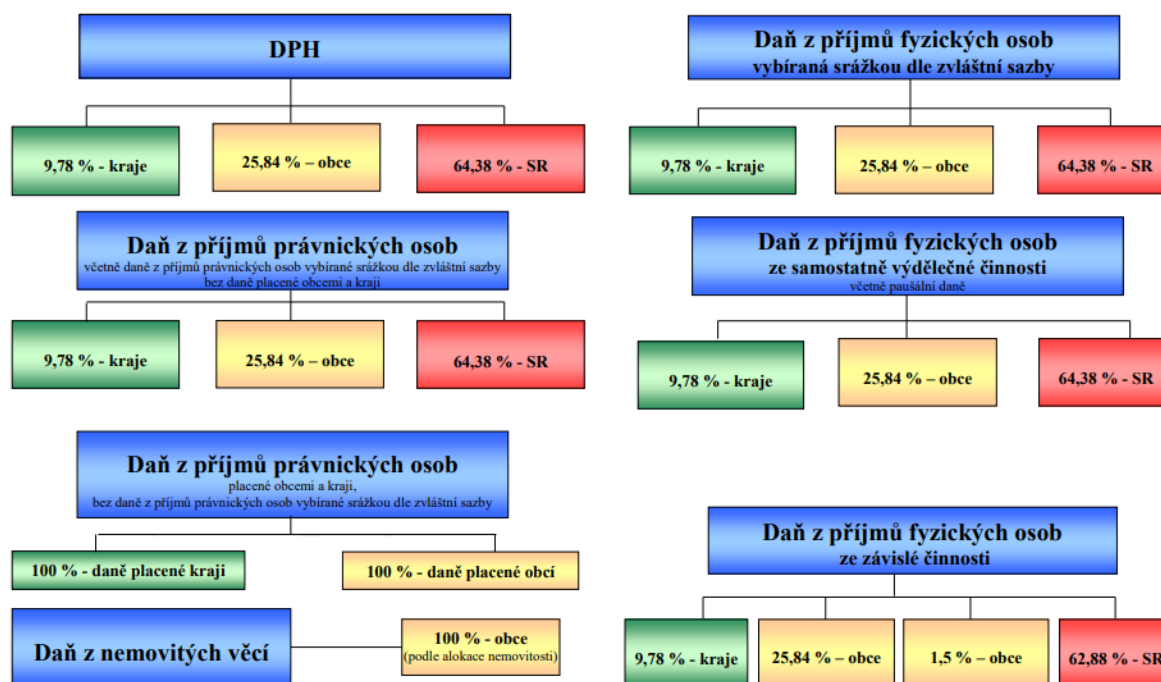 DPH
9,78 % - kraje
25,84 % – obce
64,38 % - SR
Daň z příjmů právnických osob
včetně daně z příjmů právnických osob vybírané srážkou dle zvláštní sazby
bez daně placené obcemi a kraji
9,78 % - kraje
25,84 % – obce
64,38 % - SR
Daň z příjmů právnických osob
placené obcemi a kraji,
bez daně z příjmů právnických osob vybírané srážkou dle zvláštní sazby
100 % - daně placené kraji
100 % - daně placené obcí
Daň z nemovitých věcí
100 % - obce
(podle alokace nemovitosti)
Daň z příjmů fyzických osob
vybíraná srážkou dle zvláštní sazby
9,78 % - kraje
25,84 % – obce
64,38 % - SR
Daň z příjmů fyzických osob
ze samostatně výdělečné činnosti
včetně paušální daně
9,78 % - kraje
25,84 % – obce
64,38 % – SR
Daň z příjmů fyzických osob
ze závislé činnosti
9,78 % - kraje
25,84 % – obce
1,5 % – obce
62,88 % - SR